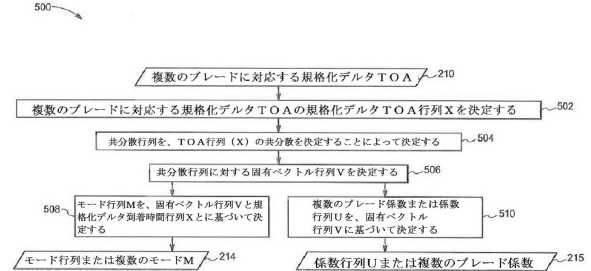 500
複数のブレードに対応する規格化デルタTOA
210
複数のブレードに対応する規格化デルタTOAの規格化デルタTOA行列Xを決定する
502
共分散行列を、TOA行列(X)の共分散を決定することによって決定する
504
共分散行列に対する固有ベクトル行列Vを決定する
506
508
モード行列Mを、固有ベクトル行列Vと規
格化デルタ到着時間行列Xとに基づいて決
定する
複数のブレード係数または係数
行列Uを、固有ベクトル
行列Vに基づいて決定する
510
モード行列または複数のモードM
214
係数行列Uまたは複数のブレード係数
215